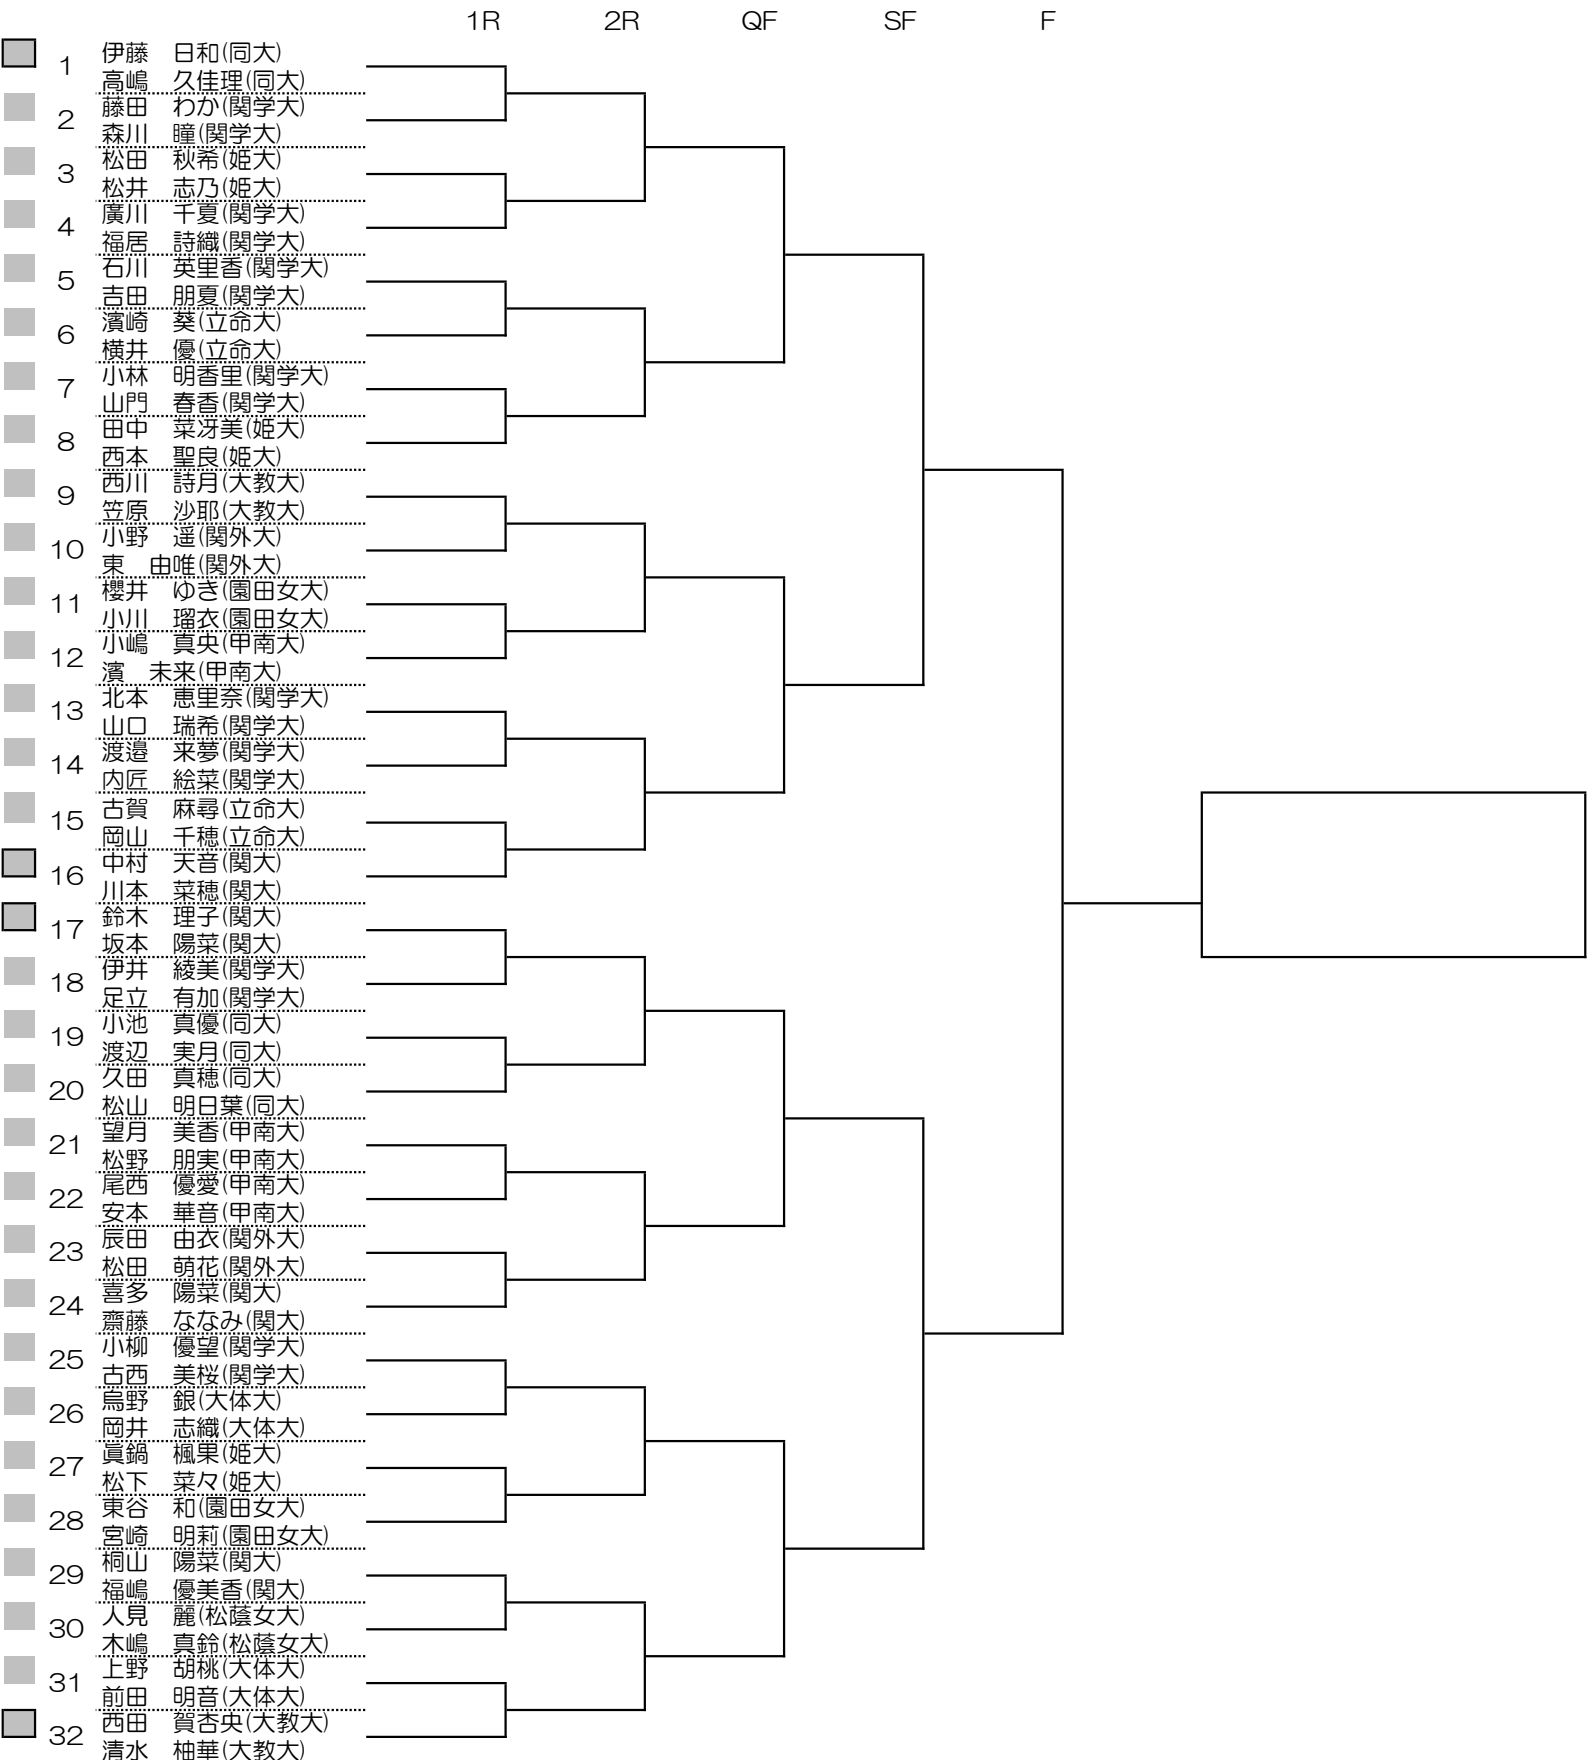 1R 2R QF SF F
伊藤　日和(同大)
1
高嶋　久佳理(同大)
藤田　わか(関学大)
2
森川　瞳(関学大)
松田　秋希(姫大)
3
松井　志乃(姫大)
廣川　千夏(関学大)
4
福居　詩織(関学大)
石川　英里香(関学大)
5
吉田　朋夏(関学大)
濱崎　葵(立命大)
6
横井　優(立命大)
小林　明香里(関学大)
7
山門　春香(関学大)
田中　菜冴美(姫大)
8
西本　聖良(姫大)
西川　詩月(大教大)
9
笠原　沙耶(大教大)
小野　遥(関外大)
10
東　由唯(関外大)
櫻井　ゆき(園田女大)
11
小川　瑠衣(園田女大)
小嶋　真央(甲南大)
12
濱　未来(甲南大)
北本　恵里奈(関学大)
13
山口　瑞希(関学大)
渡邉　来夢(関学大)
14
内匠　絵菜(関学大)
古賀　麻尋(立命大)
15
岡山　千穂(立命大)
中村　天音(関大)
16
川本　菜穂(関大)
鈴木　理子(関大)
17
坂本　陽菜(関大)
伊井　綾美(関学大)
18
足立　有加(関学大)
小池　真優(同大)
19
渡辺　実月(同大)
久田　真穂(同大)
20
松山　明日葉(同大)
望月　美香(甲南大)
21
松野　朋実(甲南大)
尾西　優愛(甲南大)
22
安本　華音(甲南大)
辰田　由衣(関外大)
23
松田　萌花(関外大)
喜多　陽菜(関大)
24
齋藤　ななみ(関大)
小柳　優望(関学大)
25
古西　美桜(関学大)
烏野　銀(大体大)
26
岡井　志織(大体大)
眞鍋　楓果(姫大)
27
松下　菜々(姫大)
東谷　和(園田女大)
28
宮崎　明莉(園田女大)
桐山　陽菜(関大)
29
福嶋　優美香(関大)
人見　麗(松蔭女大)
30
木嶋　真鈴(松蔭女大)
上野　胡桃(大体大)
31
前田　明音(大体大)
西田　賀杏央(大教大)
32
清水　柚華(大教大)